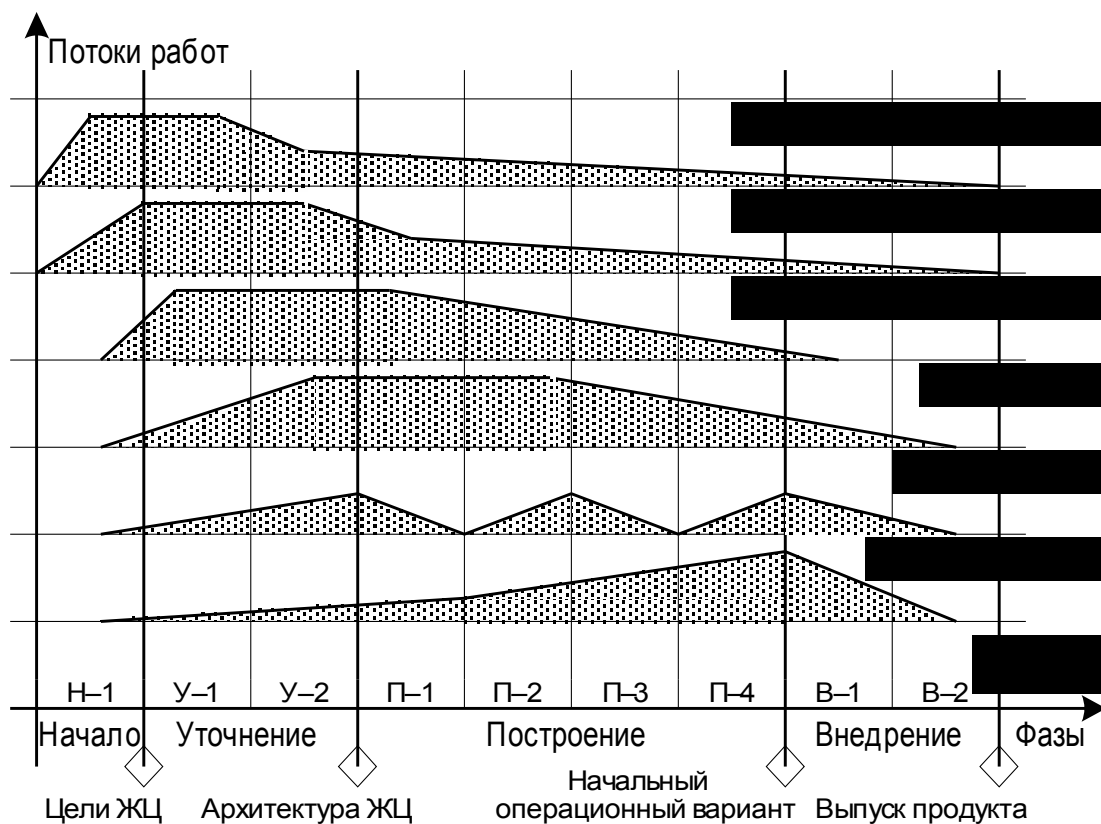 Потоки работ
Н–1 У–1 У–2 П–1 П–2 П–3 П–4 В–1 В–2
Начало Уточнение Построение Внедрение Фазы
Цели ЖЦ Архитектура ЖЦ Начальный
операционный вариант Выпуск продукта